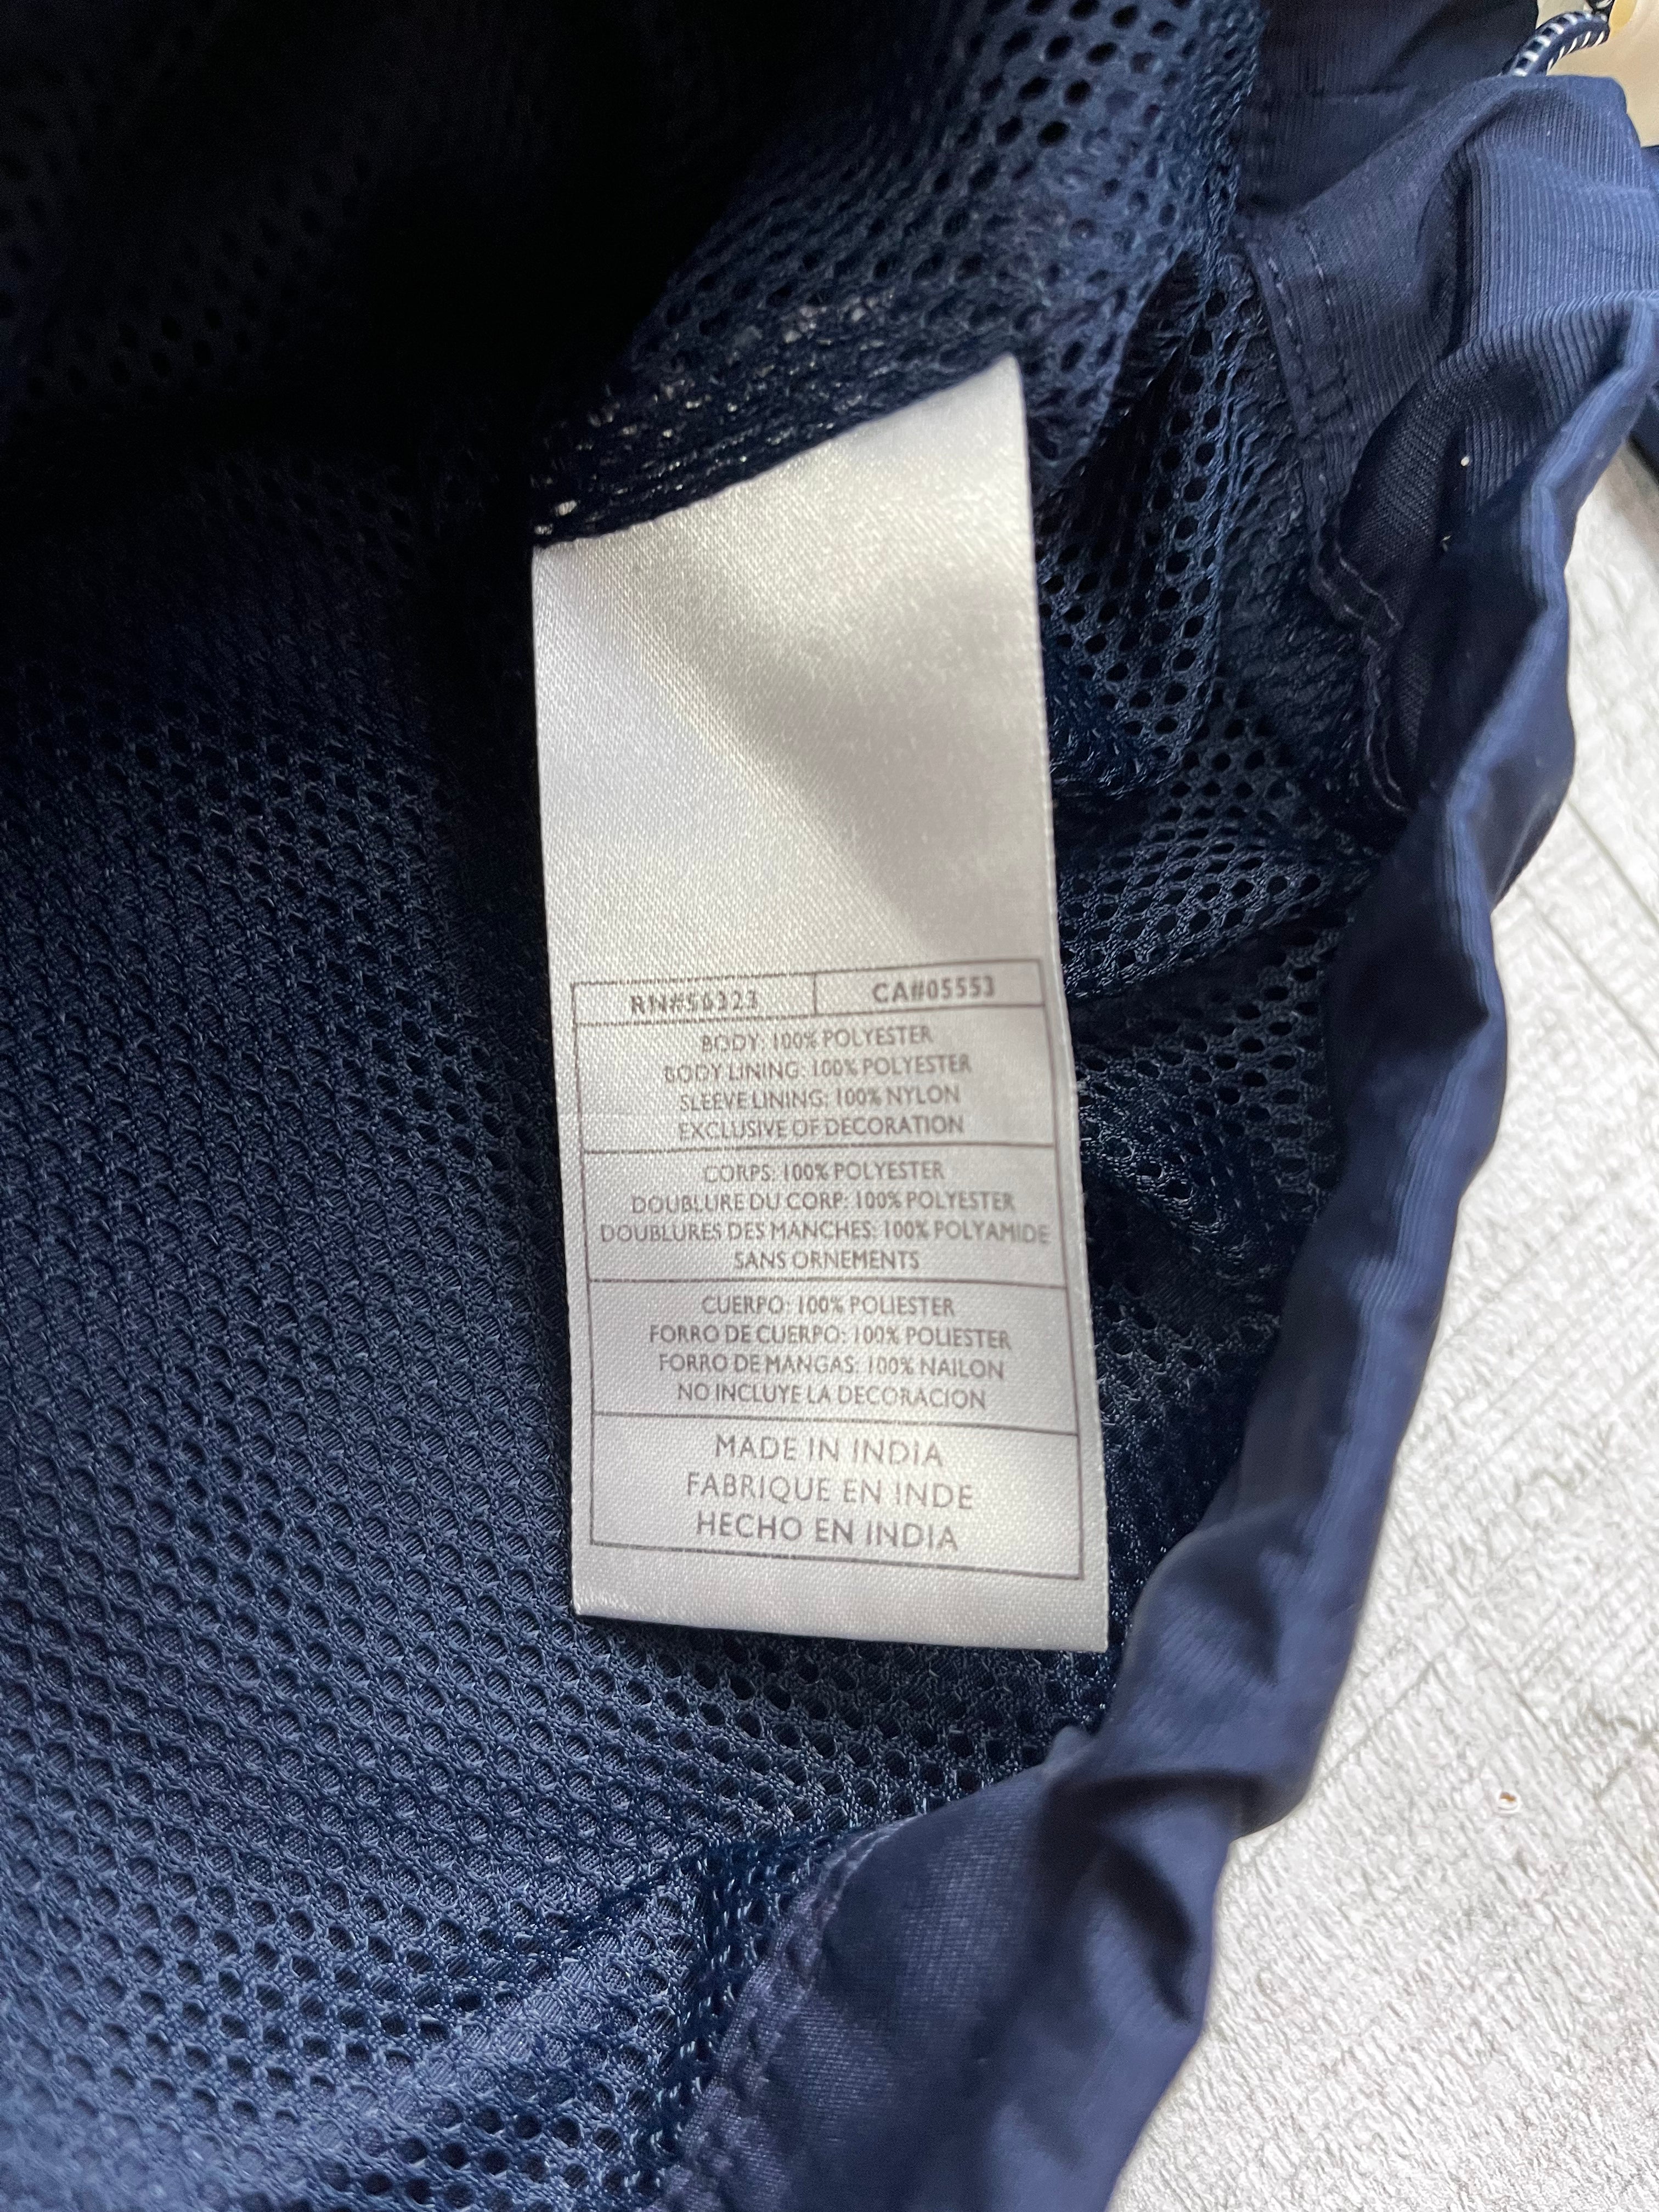 RN#56323 CA#05553
BODY: 100% POLYESTER
BODY LINING: 100% POLYESTER
SLEEVE LINING: 100% NYLON
EXCLUSIVE OF DECORATION
CORPS: 100% POLYESTER
DOUBLURE DU CORP: 100% POLYESTER
DOUBLURES DES MANCHES: 100% POLYAMIDE
SANS ORNEMENTS
CUERPO: 100% POLIESTER
FORRO DE CUERPO: 100% POLIESTER
FORRO DE MANGAS: 100% NAILON
NO INCLUYE LA DECORACION
MADE IN INDIA
FABRIQUE EN INDE
HECHO EN INDIA